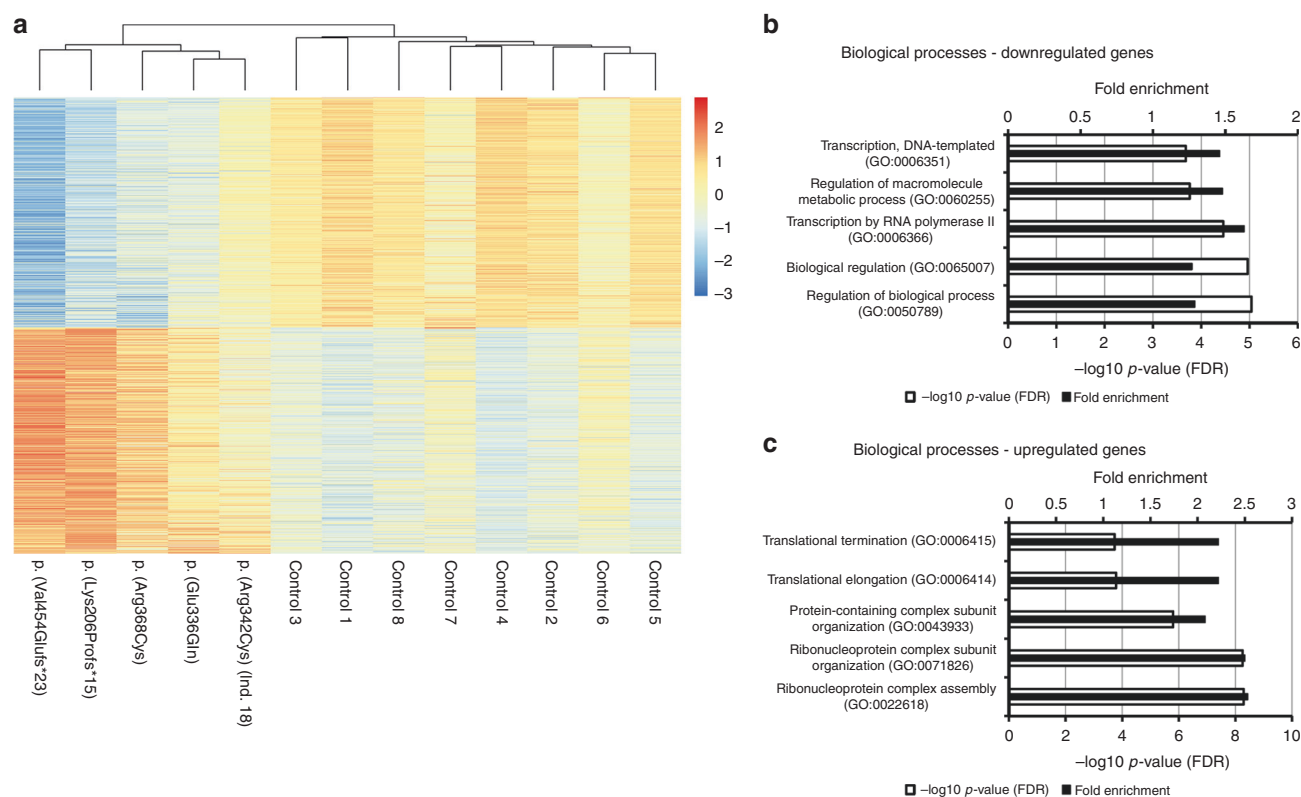 a
2
1
0
−1
−2
−3
p. (Val454Glufs*23)
p. (Lys206Profs*15)
p. (Arg368Cys)
p. (Glu336Gln)
p. (Arg342Cys) (Ind. 18)
Control 3
Control 1
Control 8
Control 7
Control 4
Control 2
Control 6
Control 5
b
Biological processes - downregulated genes
Fold enrichment
0 0.5 1 1.5 2
Transcription, DNA-templated
(GO:0006351)
Regulation of macromolecule
metabolic process (GO:0060255)
Transcription by RNA polymerase II
(GO:0006366)
Biological regulation (GO:0065007)
Regulation of biological process
(GO:0050789)
0 1 2 3 4 5 6
−log10 p-value (FDR)
−log10 p-value (FDR) Fold enrichment
c
Biological processes - upregulated genes
Fold enrichment
0 0.5 1 1.5 2 2.5 3
Translational termination (GO:0006415)
Translational elongation (GO:0006414)
Protein-containing complex subunit
organization (GO:0043933)
Ribonucleoprotein complex subunit
organization (GO:0071826)
Ribonucleoprotein complex assembly
(GO:0022618)
0 2 4 6 8 10
−log10 p-value (FDR)
−log10 p-value (FDR) Fold enrichment